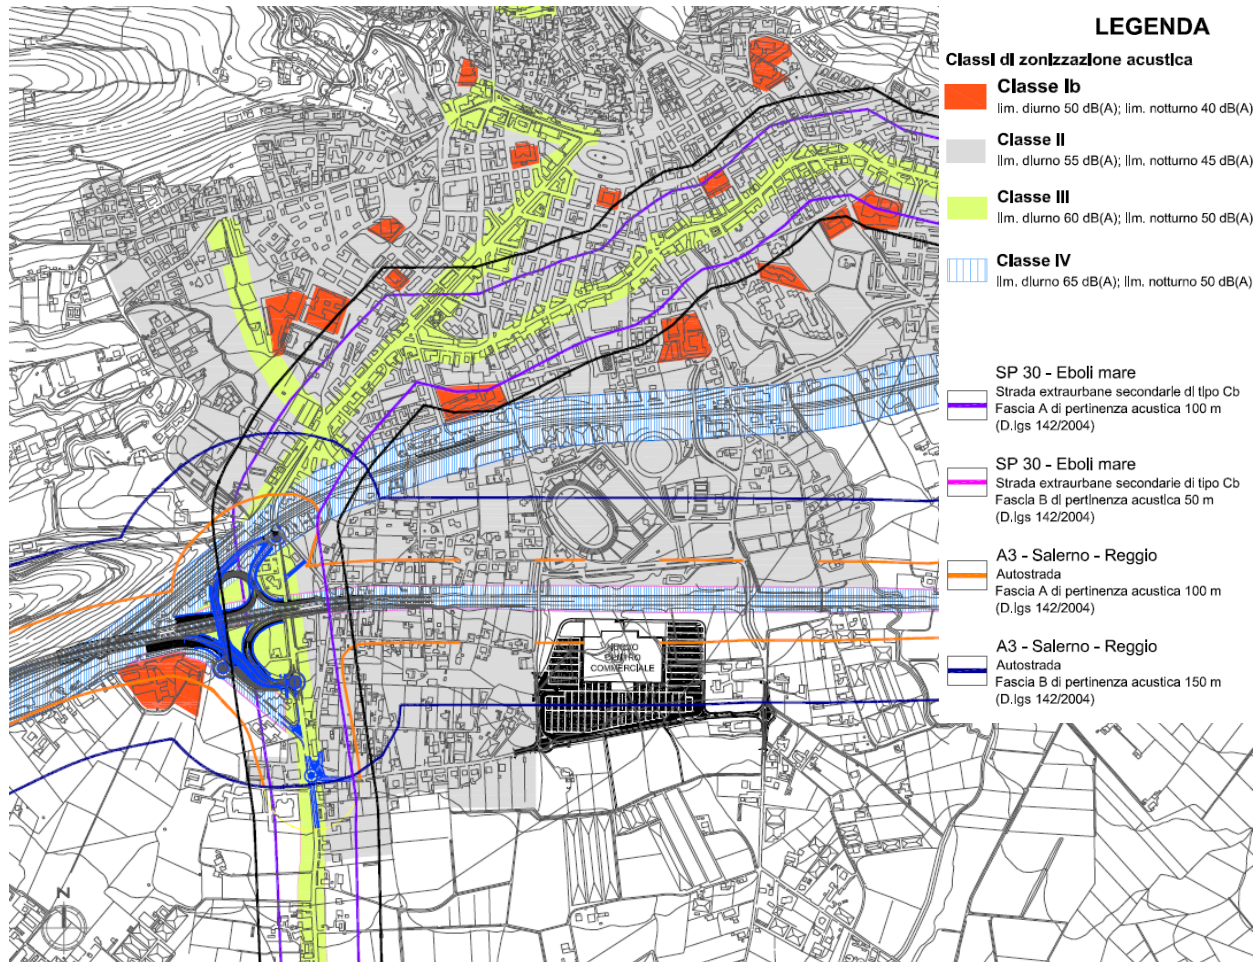 LEGENDA
Classi di zonizzazione acustica
Classe Ib
lim. diurno 50 dB(A); lim. notturno 40 dB(A)
Classe II
lim. diurno 55 dB(A); lim. notturno 45 dB(A)
Classe III
lim. diurno 60 dB(A); lim. notturno 50 dB(A)
Classe IV
lim. diurno 65 dB(A); lim. notturno 50 dB(A)
SP 30 - Eboli mare
Strada extraurbane secondarie di tipo Cb
Fascia A di pertinenza acustica 100 m
(D.lgs 142/2004)
SP 30 - Eboli mare
Strada extraurbane secondarie di tipo Cb
Fascia B di pertinenza acustica 50 m
(D.lgs 142/2004)
A3 - Salerno - Reggio
Autostrada
Fascia A di pertinenza acustica 100 m
(D.lgs 142/2004)
A3 - Salerno - Reggio
Autostrada
Fascia B di pertinenza acustica 150 m
(D.lgs 142/2004)
NUOVO
CENTRO
COMMERCIALE
N